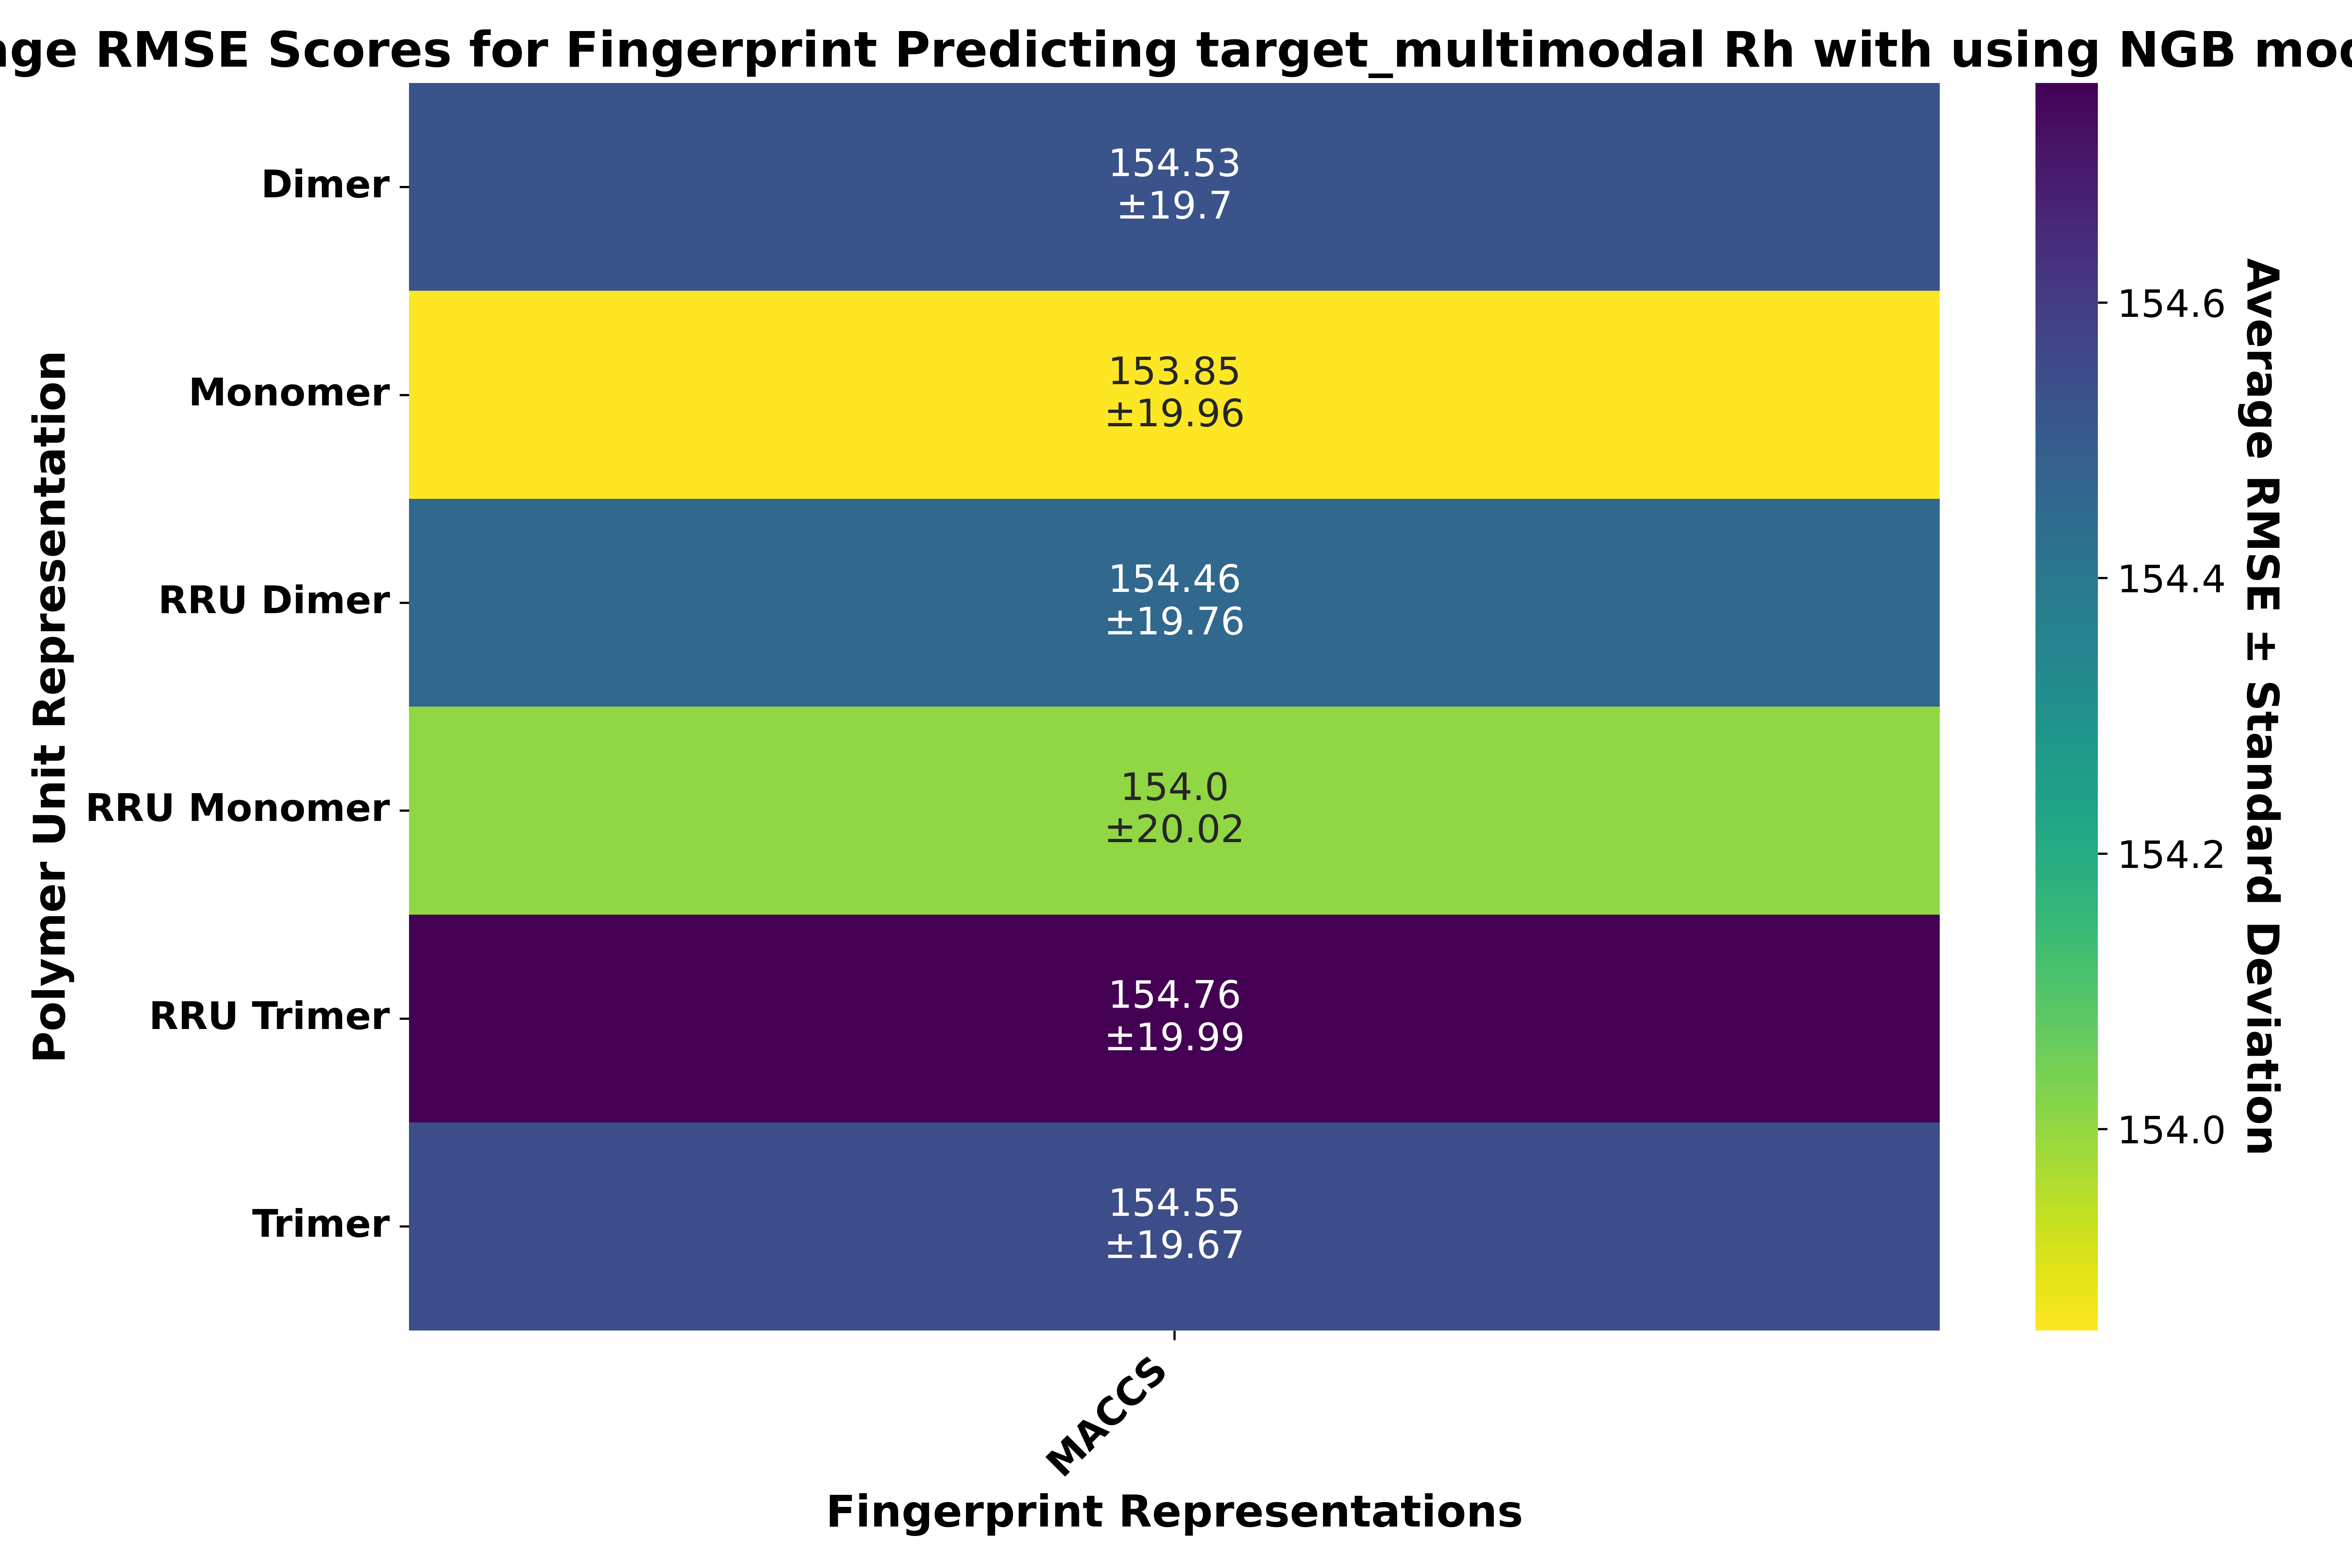 RMSE Scores for Fingerprint Predicting target_multimodal Rh with using NGB
Dimer
Monomer
RRU Dimer
RRU Monomer
RRU Trimer
Trimer
Polymer Unit Representation
154.53
±19.7
153.85
±19.96
154.46
±19.76
154.0
±20.02
154.76
±19.99
154.55
±19.67
MACCS
Fingerprint Representations
154.6
154.4
154.2
154.0
Average RMSE ± Standard Deviation